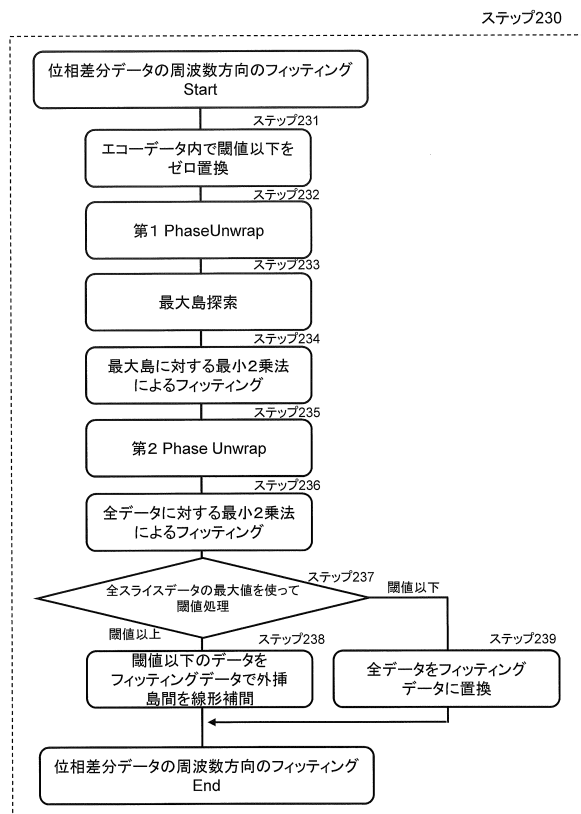 ステップ230
位相差分データの周波数方向のフィッティング
Start
ステップ231
エコーデータ内で閾値以下を
ゼロ置換
ステップ232
第1 PhaseUnwrap
ステップ233
最大島探索
ステップ234
最大島に対する最小2乗法
によるフィッティング
ステップ235
第2 Phase Unwrap
ステップ236
全データに対する最小2乗法
によるフィッティング
ステップ237
全スライスデータの最大値を使って
閾値処理
閾値以下
閾値以上
ステップ238
閾値以下のデータを
フィッティングデータで外挿
島間を線形補間
ステップ239
全データをフィッティング
データに置換
位相差分データの周波数方向のフィッティング
End